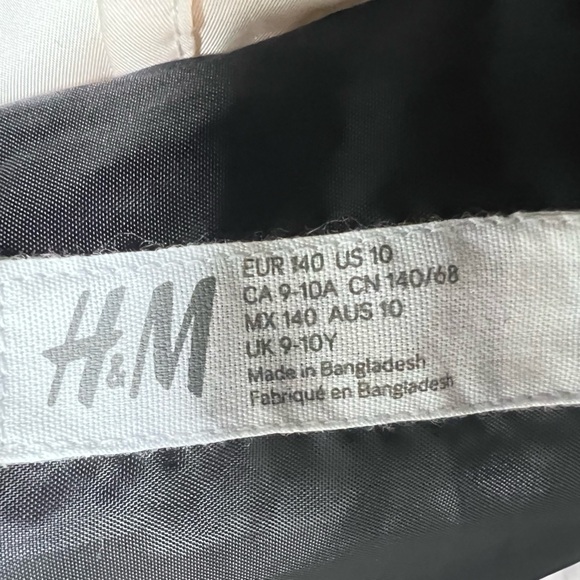 H&M
EUR 140 US 10
CA 9-10A CN 140/68
MX 140 AUS 10
UK 9-10Y
Made in Bangladesh
Fabriqué en Bangladesh